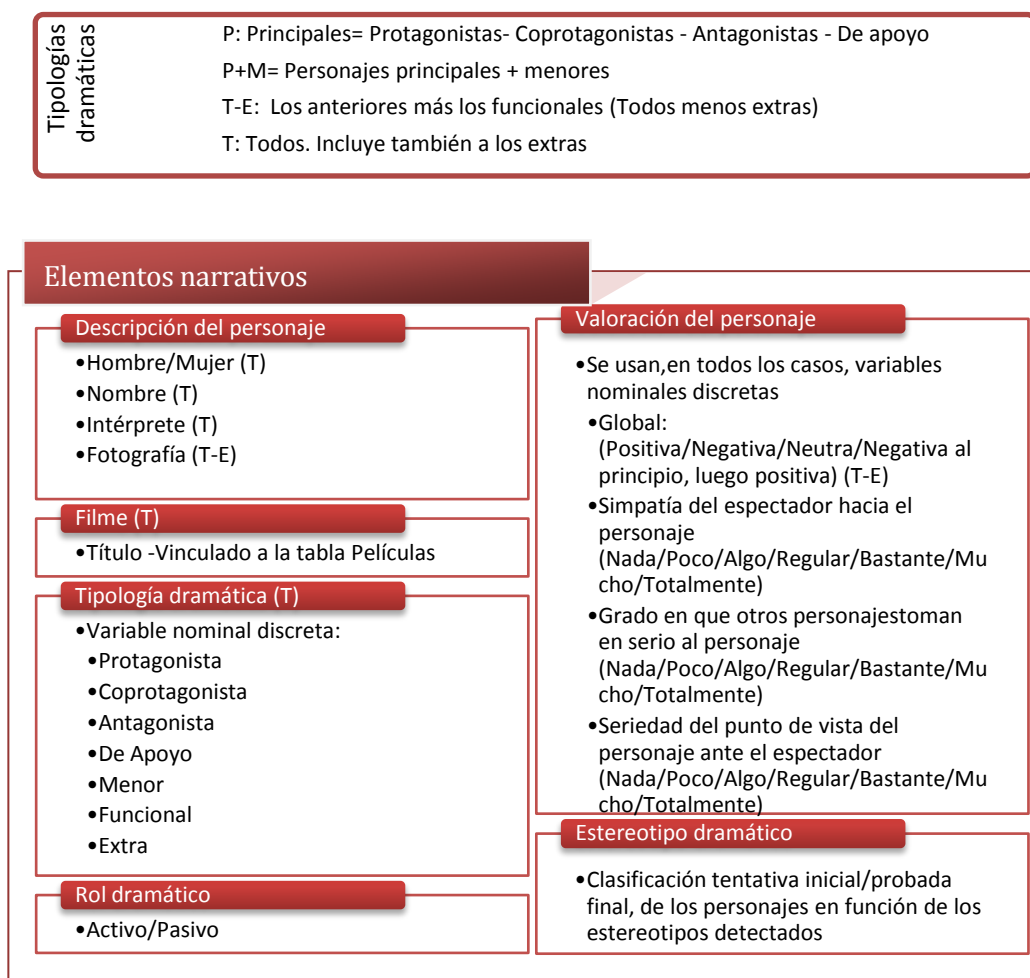 Tipologías
dramáticas
P: Principales= Protagonistas- Coprotagonistas - Antagonistas - De apoyo
P+M= Personajes principales + menores
T-E: Los anteriores más los funcionales (Todos menos extras)
T: Todos. Incluye también a los extras
Elementos narrativos
Descripción del personaje
•Hombre/Mujer (T)
•Nombre (T)
•Intérprete (T)
•Fotografía (T-E)
Filme (T)
•Título -Vinculado a la tabla Películas
Tipología dramática (T)
•Variable nominal discreta:
•Protagonista
•Coprotagonista
•Antagonista
•De Apoyo
•Menor
•Funcional
•Extra
Rol dramático
•Activo/Pasivo
Valoración del personaje
•Se usan,en todos los casos, variables
nominales discretas
•Global:
(Positiva/Negativa/Neutra/Negativa al
principio, luego positiva) (T-E)
•Simpatía del espectador hacia el
personaje
(Nada/Poco/Algo/Regular/Bastante/Mu
cho/Totalmente)
•Grado en que otros personajestoman
en serio al personaje
(Nada/Poco/Algo/Regular/Bastante/Mu
cho/Totalmente)
•Seriedad del punto de vista del
personaje ante el espectador
(Nada/Poco/Algo/Regular/Bastante/Mu
cho/Totalmente)
Estereotipo dramático
•Clasificación tentativa inicial/probada
final, de los personajes en función de los
estereotipos detectados